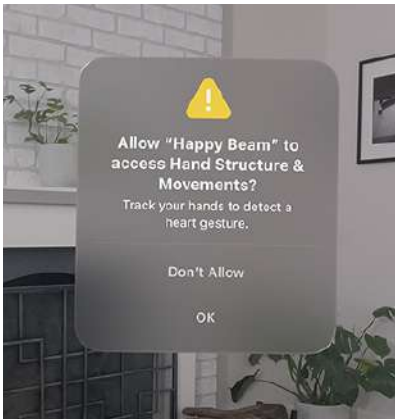 Allow “Happy Beam” to
access Hand Structure &
Movements?
Track your hands to detect a
heart gesture.
Don't Allow
OK